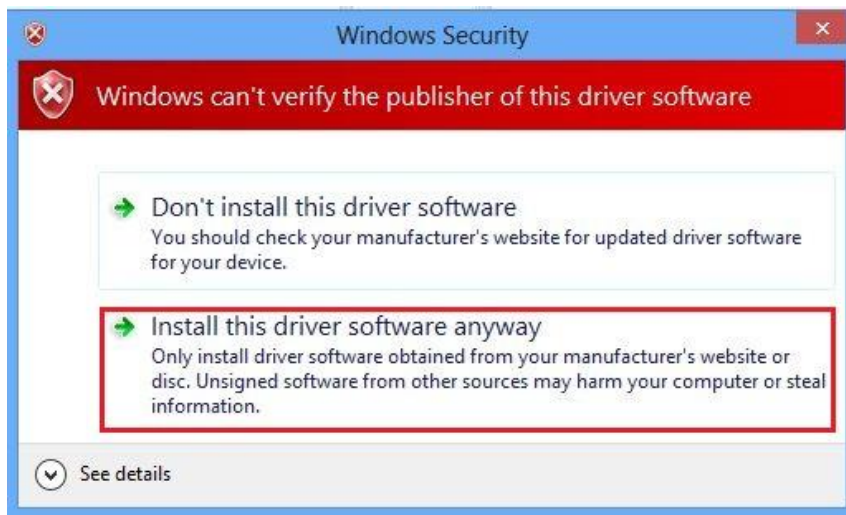 Windows Security
Windows can't verify the publisher of this driver software
Don't install this driver software
You should check your manufacturer's website for updated driver software
for your device.
Install this driver software anyway
Only install driver software obtained from your manufacturer's website or
disc. Unsigned software from other sources may harm your computer or steal
information.
See details